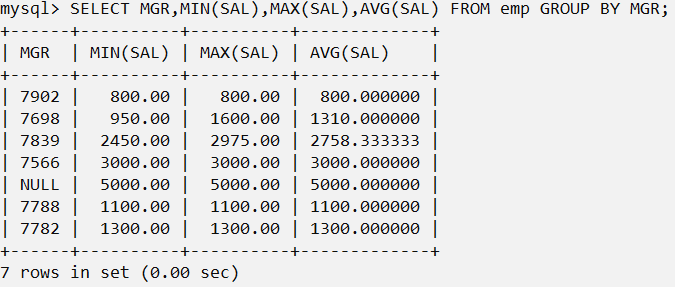 mysql> SELECT MGR,MIN(SAL),MAX(SAL),AVG(SAL) FROM emp GROUP BY MGR;
+------+----------+----------+-------------+
| MGR  | MIN(SAL) | MAX(SAL) | AVG(SAL)    |
+------+----------+----------+-------------+
| 7902 |   800.00 |   800.00 |  800.000000 |
| 7698 |   950.00 |  1600.00 | 1310.000000 |
| 7839 |  2450.00 |  2975.00 | 2758.333333 |
| 7566 |  3000.00 |  3000.00 | 3000.000000 |
| NULL |  5000.00 |  5000.00 | 5000.000000 |
| 7788 |  1100.00 |  1100.00 | 1100.000000 |
| 7782 |  1300.00 |  1300.00 | 1300.000000 |
+------+----------+----------+-------------+
7 rows in set (0.00 sec)